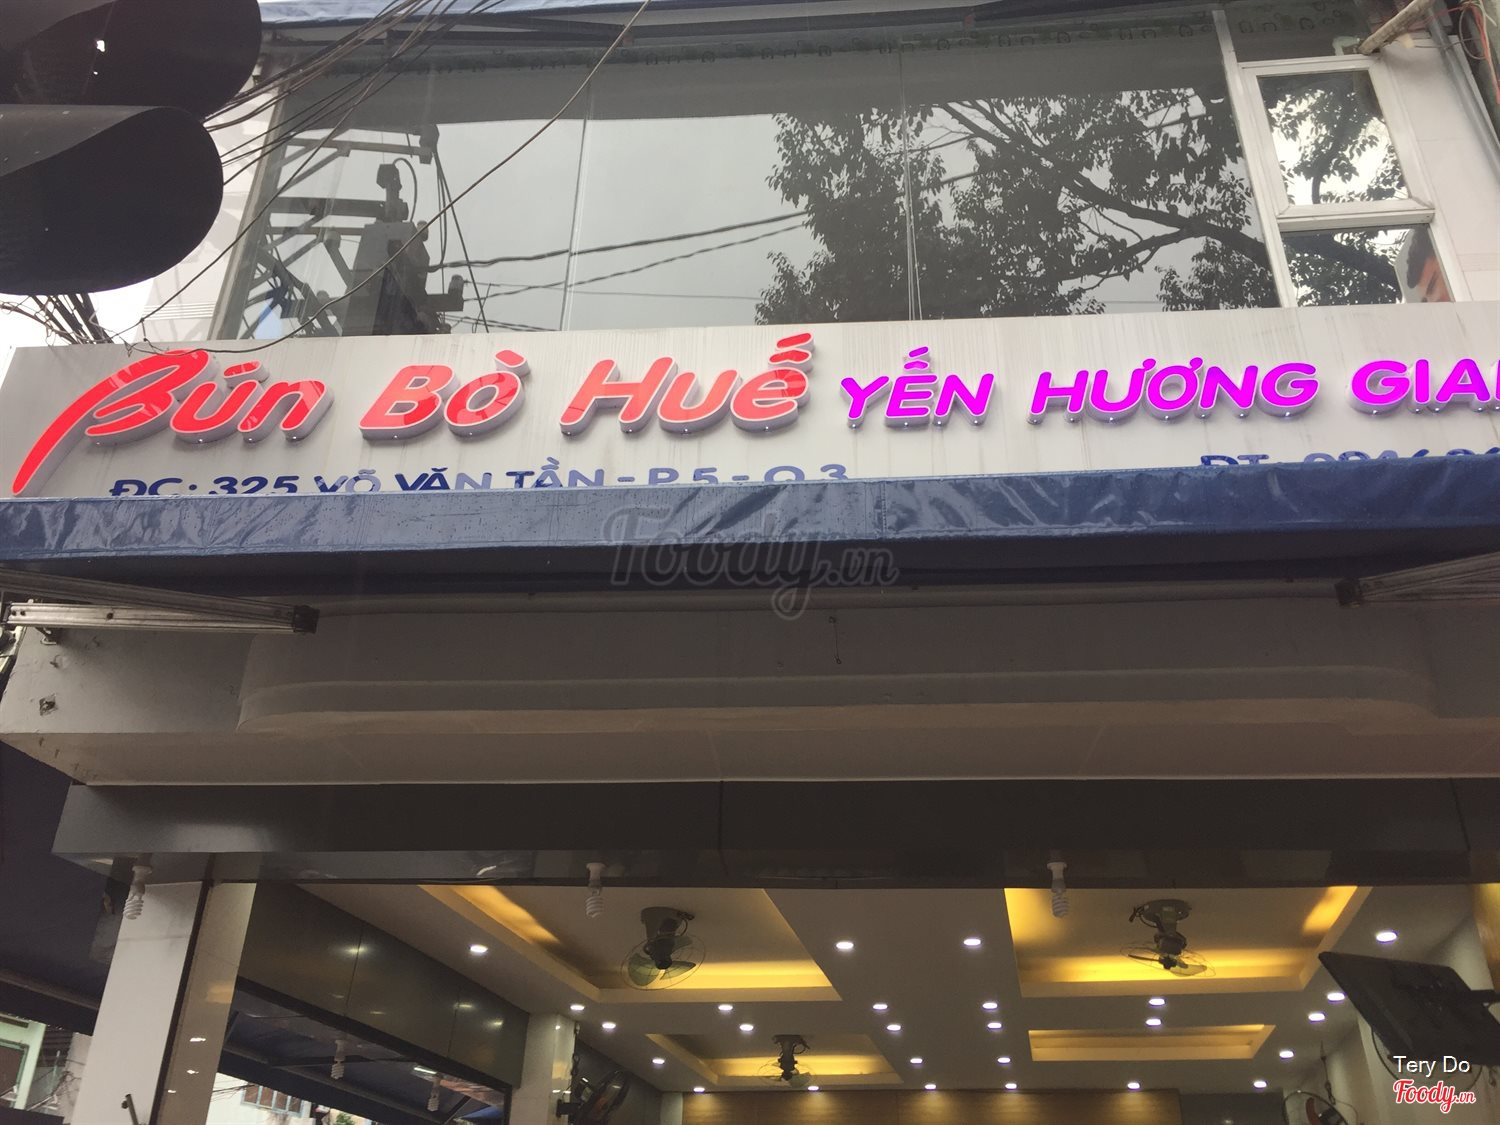 Bún Bò Huế YẾN HƯƠNG GIA
ĐC: 325 VÕ VĂN TẦN - P.5 - Q.3
ĐT:
Foody.vn
Tery Do
Foody.vn